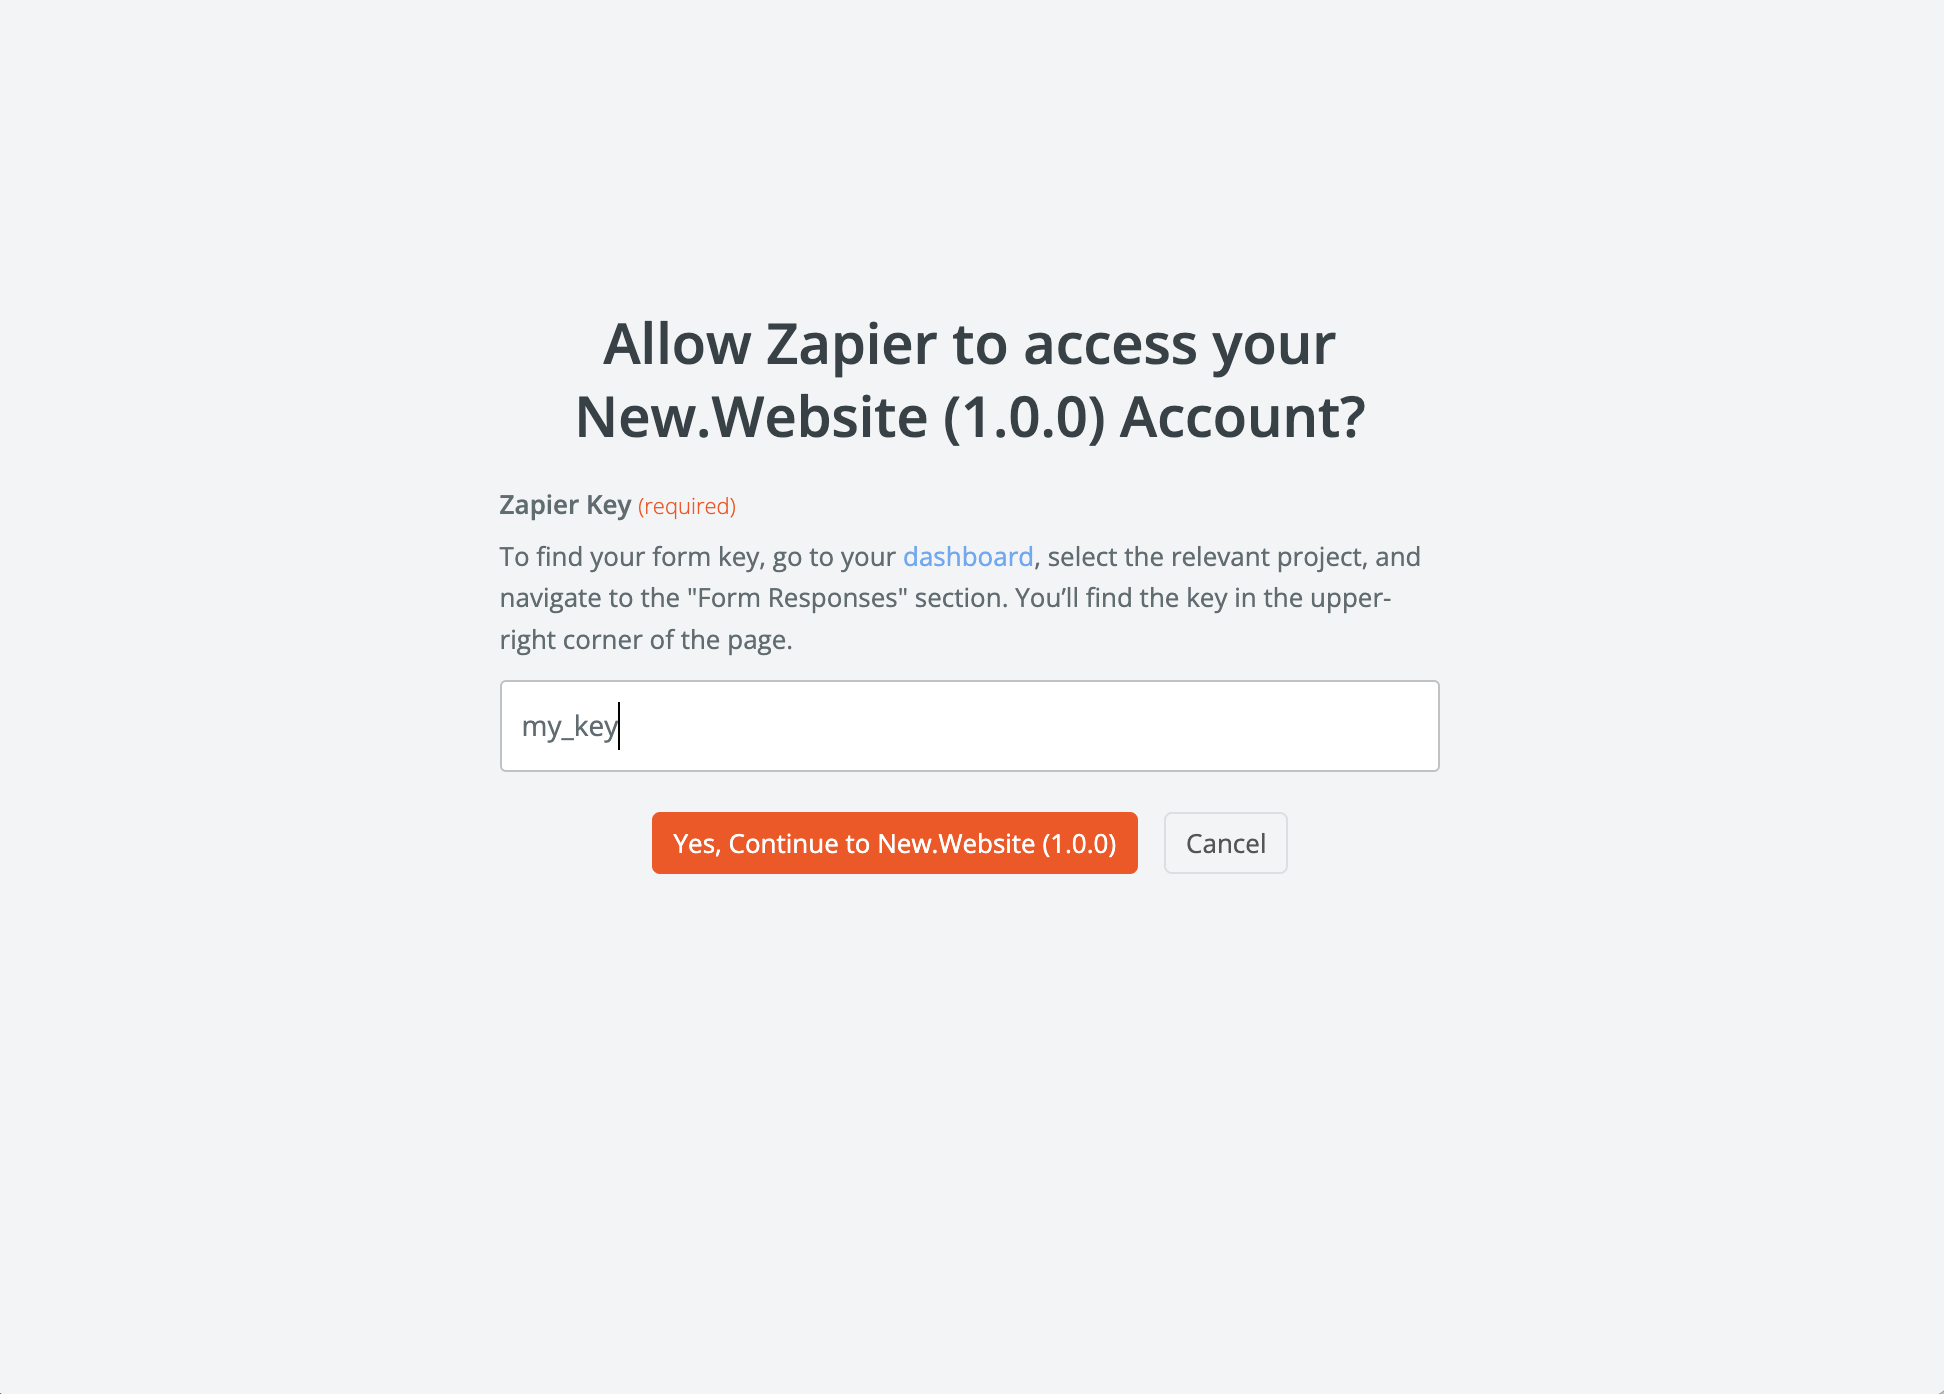 Allow Zapier to access your
New.Website (1.0.0) Account?
Zapier Key (required)
To find your form key, go to your dashboard, select the relevant project, and
navigate to the "Form Responses" section. You’ll find the key in the upper-
right corner of the page.
my_key
Yes, Continue to New.Website (1.0.0)
Cancel